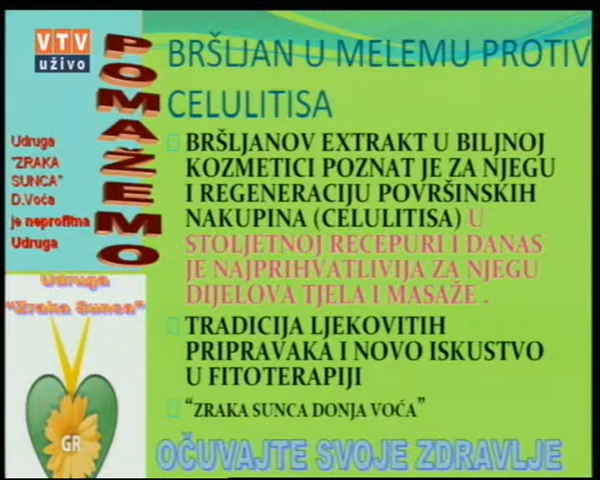 VTV
uživo
POMAŽEMO
BRŠLJAN U MELEMU PROTIV
CELULITISA
Udruga
"ZRAKA
SUNCA"
D.Voća
je neprofitna
Udruga
BRŠLJANOV EXTRAKT U BILJNOJ
KOZMETICI POZNAT JE ZA NJEGU
I REGENERACIJU POVRŠINSKIH
NAKUPINA (CELULITISA) U
STOLJETNOJ RECEPURI I DANAS
JE NAJPRIHVATLIVIJA ZA NJEGU
DIJELOVA TJELA I MASAŽE .
TRADICIJA LJEKOVITIH
PRIPRAVAKA I NOVO ISKUSTVO
U FITOTERAPIJI
“ZRAKA SUNCA DONJA VOĆA”
Udruga
"Zraka Sunca"
GR
OČUVAJTE SVOJE ZDRAVLJE